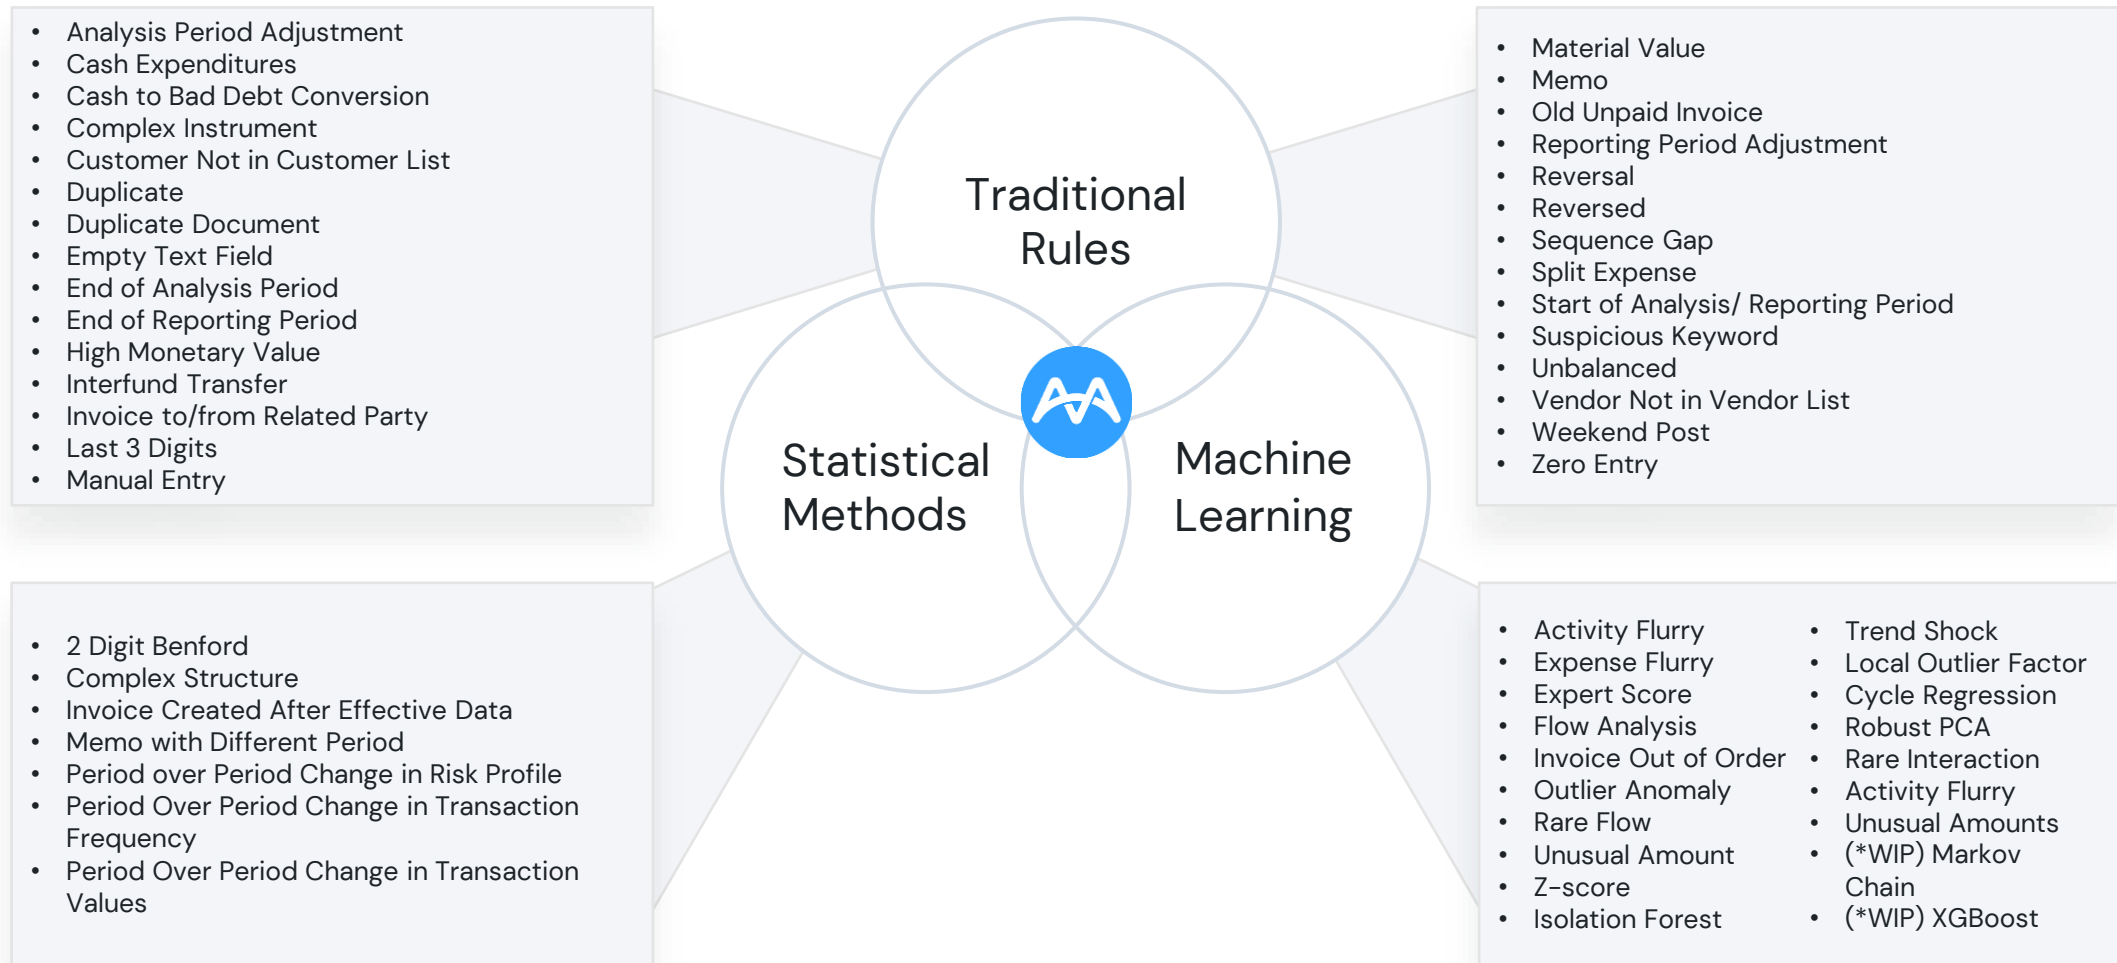 • Analysis Period Adjustment
• Cash Expenditures
• Cash to Bad Debt Conversion
• Complex Instrument
• Customer Not in Customer List
• Duplicate
• Duplicate Document
• Empty Text Field
• End of Analysis Period
• End of Reporting Period
• High Monetary Value
• Interfund Transfer
• Invoice to/from Related Party
• Last 3 Digits
• Manual Entry
Traditional
Rules
• Material Value
• Memo
• Old Unpaid Invoice
• Reporting Period Adjustment
• Reversal
• Reversed
• Sequence Gap
• Split Expense
• Start of Analysis/ Reporting Period
• Suspicious Keyword
• Unbalanced
• Vendor Not in Vendor List
• Weekend Post
• Zero Entry
Statistical
Methods
Machine
Learning
• 2 Digit Benford
• Complex Structure
• Invoice Created After Effective Data
• Memo with Different Period
• Period over Period Change in Risk Profile
• Period Over Period Change in Transaction
Frequency
• Period Over Period Change in Transaction
Values
• Activity Flurry
• Expense Flurry
• Expert Score
• Flow Analysis
• Invoice Out of Order
• Outlier Anomaly
• Rare Flow
• Unusual Amount
• Z-score
• Isolation Forest
• Trend Shock
• Local Outlier Factor
• Cycle Regression
• Robust PCA
• Rare Interaction
• Activity Flurry
• Unusual Amounts
• (*WIP) Markov
Chain
• (*WIP) XGBoost